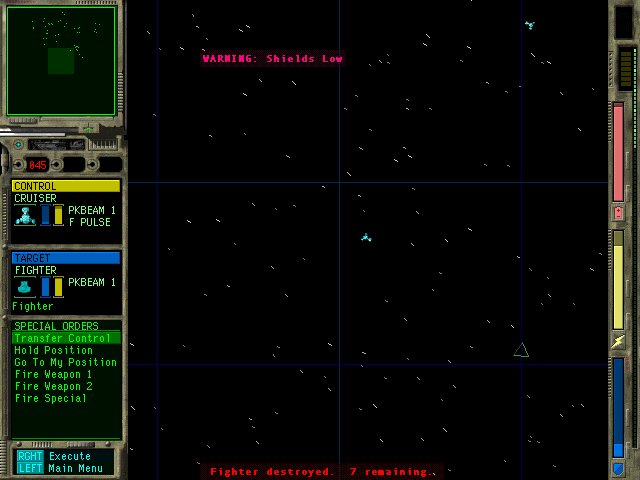 WARNING: Shields Low
045
CONTROL
CRUISER
PKBEAM 1
F PULSE
TARGET
FIGHTER
PKBEAM 1
Fighter
SPECIAL ORDERS
Transfer Control
Hold Position
Go To My Position
Fire Weapon 1
Fire Weapon 2
Fire Special
RGHT Execute
LEFT Main Menu
Fighter destroyed. 7 remaining.